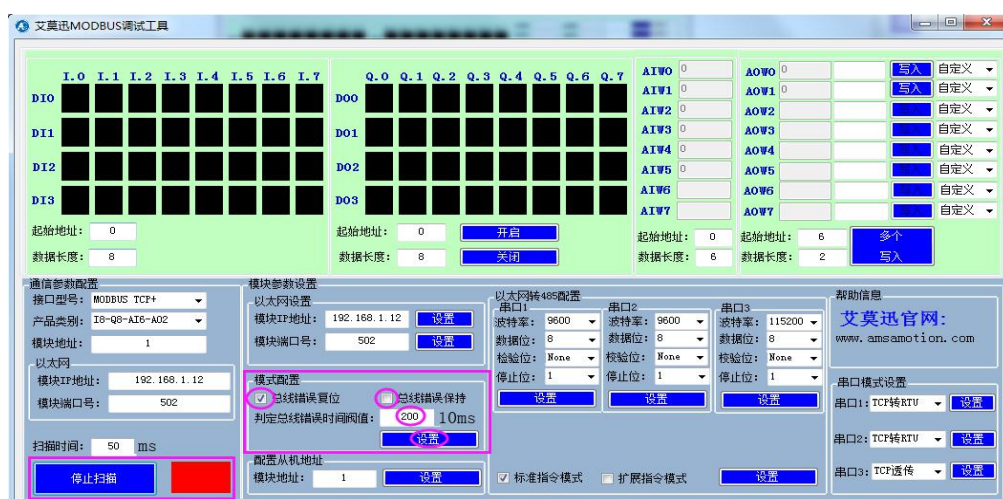 艾莫迅MODBUS调试工具
I.0 I.1 I.2 I.3 I.4 I.5 I.6 I.7
DI0
DI1
DI2
DI3
起始地址: 0
数据长度: 8
Q.0 Q.1 Q.2 Q.3 Q.4 Q.5 Q.6 Q.7
DO0
DO1
DO2
DO3
起始地址: 0 开启
数据长度: 8 关闭
AIW0 0
AIW1 0
AIW2 0
AIW3 0
AIW4 0
AIW5 0
AIW6
AIW7
起始地址: 0
数据长度: 6
AOW0 0 写入 自定义
AOW1 0 写入 自定义
AOW2 自定义
AOW3 自定义
AOW4 自定义
AOW5 自定义
AOW6 自定义
AOW7 自定义
起始地址: 6
数据长度: 2
多个
写入
通信参数配置
接口型号: MODBUS TCP+
产品类别: I8-Q8-AI6-AO2
模块地址: 1
以太网
模块IP地址: 192.168.1.12
模块端口号: 502
扫描时间: 50 ms
停止扫描
模块参数设置
以太网设置
模块IP地址: 192.168.1.12 设置
模块端口号: 502 设置
模式配置
总线错误复位 总线错误保持
判定总线错误时间阀值: 200 10ms
设置
配置从机地址
模块地址: 1 设置
以太网转485配置
串口1
波特率: 9600
数据位: 8
检验位: None
停止位: 1
设置
串口2
波特率: 9600
数据位: 8
校验位: None
停止位: 1
设置
串口3
波特率: 115200
数据位: 8
校验位: None
停止位: 1
设置
标准指令模式 扩展指令模式 设置
帮助信息
艾莫迅官网:
www.amsamotion.com
串口模式设置
串口1: TCP转RTU 设置
串口2: TCP转RTU 设置
串口3: TCP透传 设置